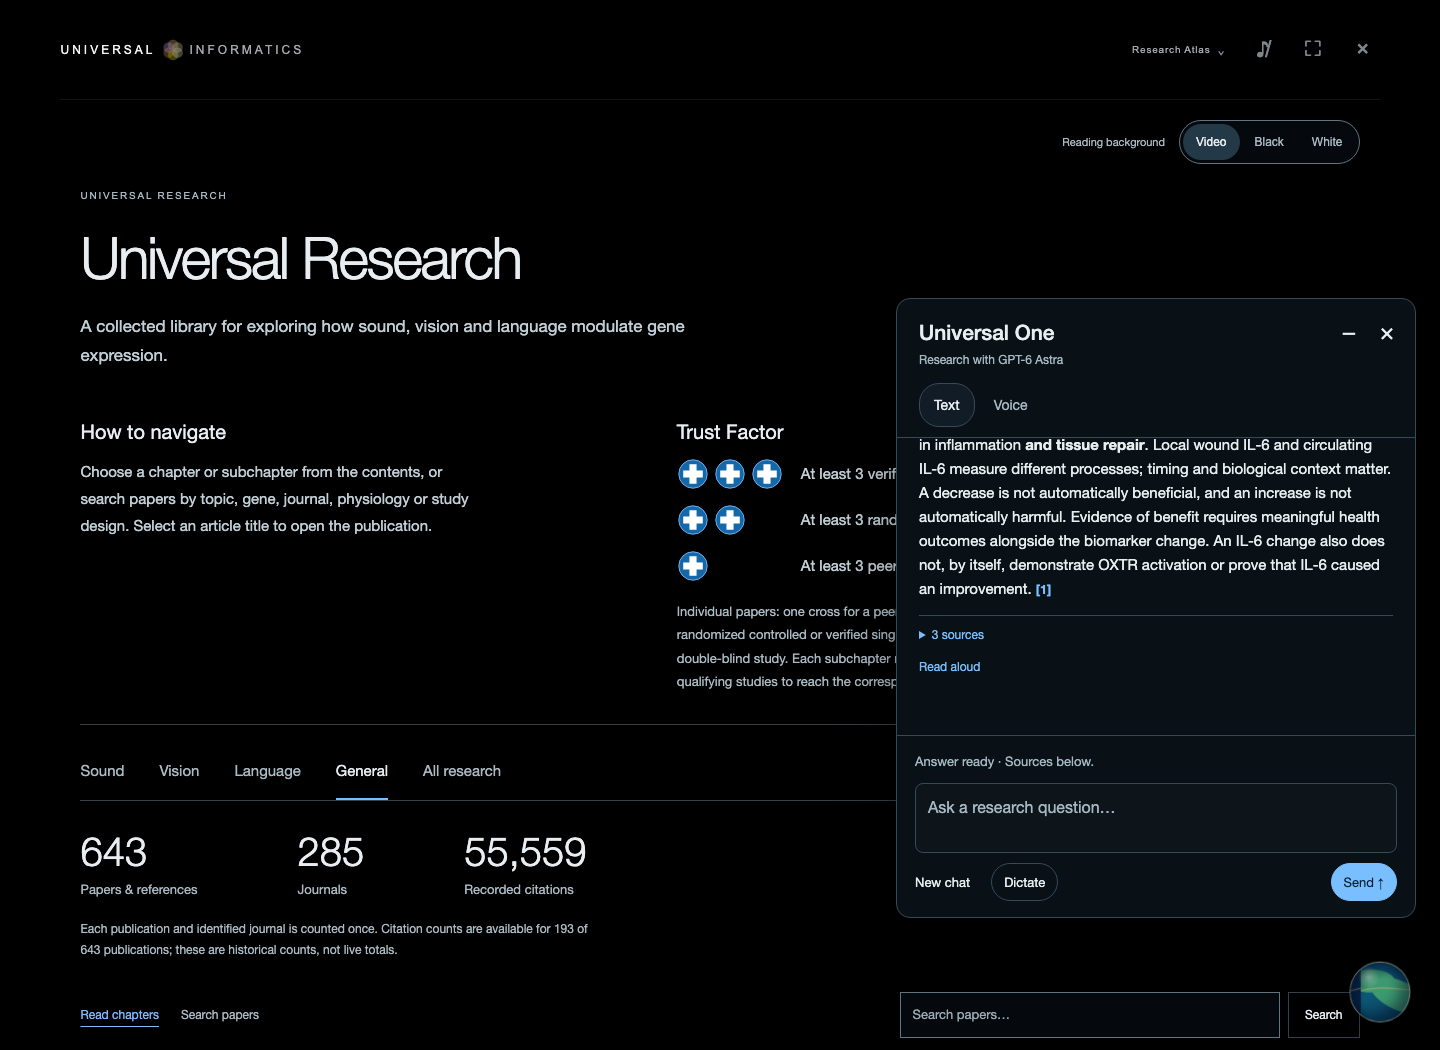 UNIVERSAL INFORMATICS
Research Atlas
Reading background
Video Black White
UNIVERSAL RESEARCH
Universal Research
A collected library for exploring how sound, vision and language modulate gene
expression.
How to navigate
Choose a chapter or subchapter from the contents, or
search papers by topic, gene, journal, physiology or study
design. Select an article title to open the publication.
Trust Factor
At least 3 verif
At least 3 rand
At least 3 peer
Individual papers: one cross for a pee
randomized controlled or verified sing
double-blind study. Each subchapter
qualifying studies to reach the corresp
Universal One
Research with GPT-6 Astra
Text Voice
in inflammation and tissue repair. Local wound IL-6 and circulating
IL-6 measure different processes; timing and biological context matter.
A decrease is not automatically beneficial, and an increase is not
automatically harmful. Evidence of benefit requires meaningful health
outcomes alongside the biomarker change. An IL-6 change also does
not, by itself, demonstrate OXTR activation or prove that IL-6 caused
an improvement. [1]
3 sources
Read aloud
Answer ready · Sources below.
Ask a research question...
New chat Dictate Send ↑
Sound Vision Language General All research
643 285 55,559
Papers & references Journals Recorded citations
Each publication and identified journal is counted once. Citation counts are available for 193 of
643 publications; these are historical counts, not live totals.
Read chapters Search papers
Search papers... Search